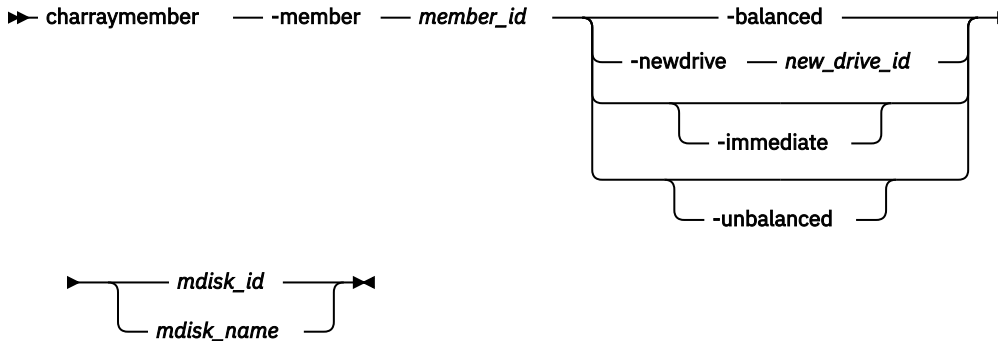 charraymember -member member_id -balanced
-newdrive new_drive_id
-immediate
-unbalanced
mdisk_id
mdisk_name